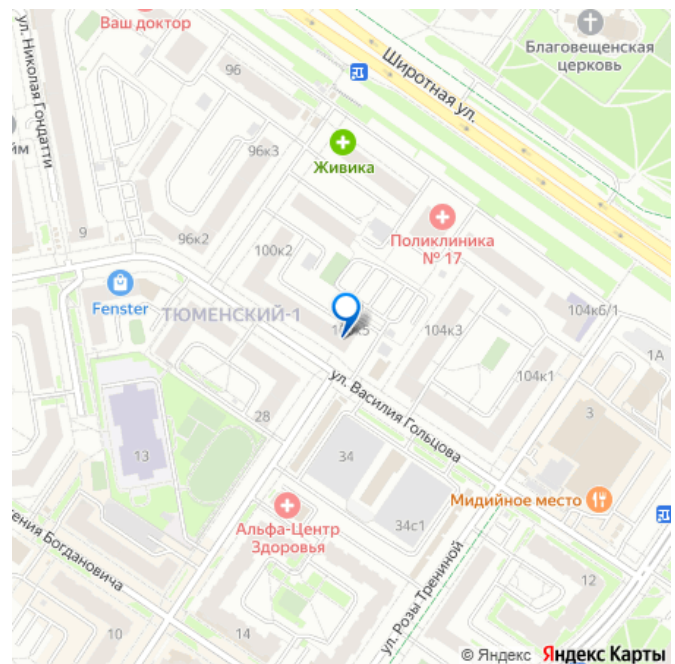 Ваш доктор
ул. Николая Гондатти
Благовещенская
церковь
Широтная ул.
96
96к3
Живика
9
96к2
Поликлиника
№ 17
100к2
Fenster
ТЮМЕНСКИЙ-1
104к6/1
104к3
1А
104к1
ул. Василия Гольцова
28
3
13
34
Мидийное место
Альфа-Центр
Здоровья
34с1
ения Богдановича
ул. Розы Трениной
12
10
14
© Яндекс Яндекс Карты